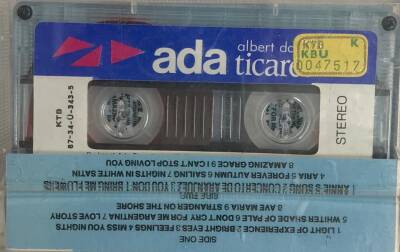 ada
albert da
ticare
KTB K
KBU
0047517
KTB
67-34-Ü-343-5
STEREO
SIDE ONE
1 LIGHT OF EXPERIENCE 2 BRIGHT EYES 3 FEELINGS 4 MISS YOU NIGHTS
5 WHITER SHADE OF PALE 6 DON'T CRY FOR ME ARGENTINA 7 LOVE STORY
8 AVE MARIA 9 STRANGER ON THE SHORE
SIDE TWO
1 ANNIE'S SONG 2 CONCERTO D'ARANJUEZ 3 YOU DON'T BRING ME FLOWERS
4 ARIA 5 FOREVER AUTUMN 6 SAILING 7 NIGHTS IN WHITE SATIN
8 AMAZING GRACE 9 I CAN'T STOP LOVING YOU